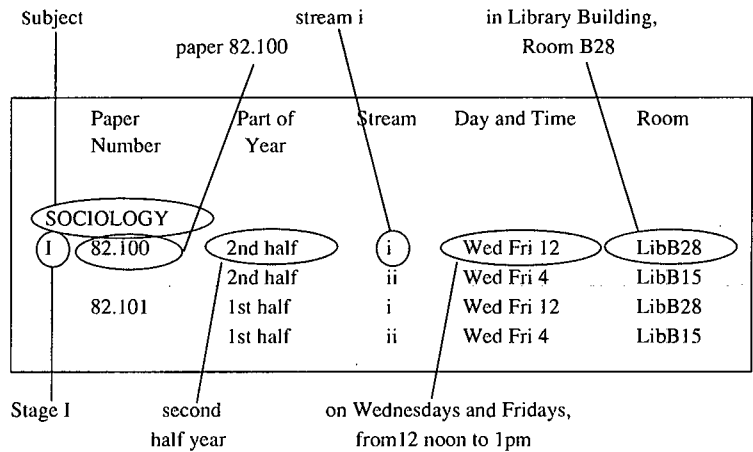 Subject stream i in Library Building,
paper 82.100 Room B28
Paper Part of Stream Day and Time Room
Number Year
SOCIOLOGY
I 82.100 2nd half i Wed Fri 12 LibB28
2nd half ii Wed Fri 4 LibB15
82.101 1st half i Wed Fri 12 LibB28
1st half ii Wed Fri 4 LibB15
Stage I second on Wednesdays and Fridays,
half year from12 noon to 1pm